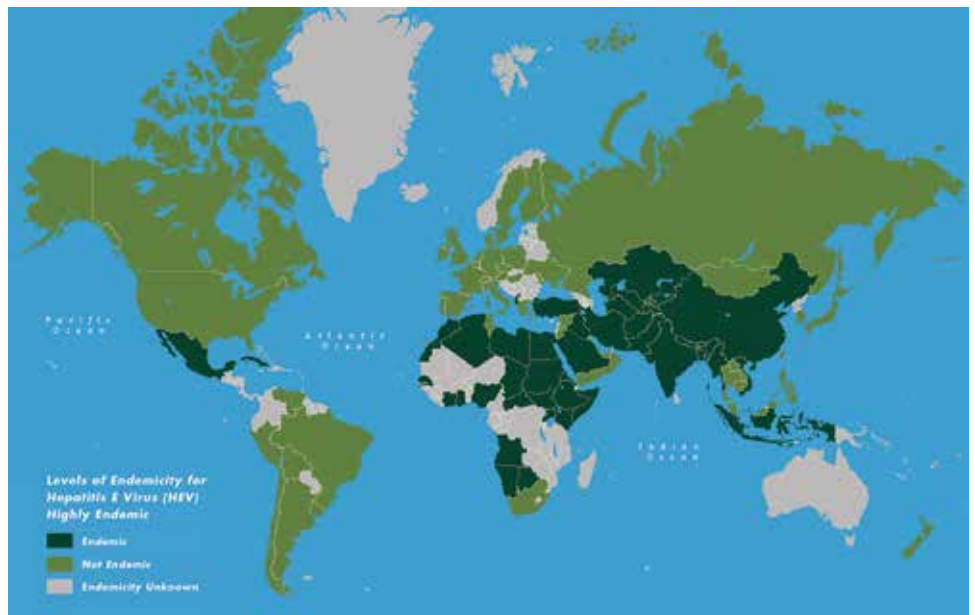 Pacific
Ocean
Atlantic
Ocean
Indian
Ocean
Levels of Endemicity for
Hepatitis E Virus (HEV)
Highly Endemic
Endemic
Not Endemic
Endemicity Unknown